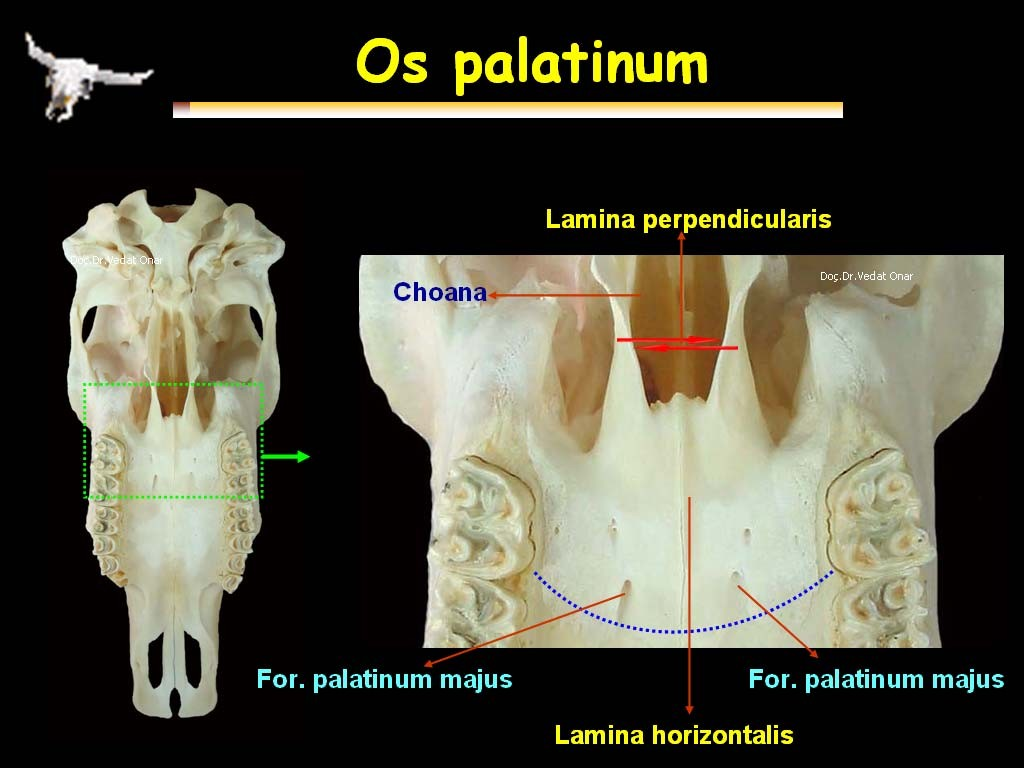 Os palatinum
Lamina perpendicularis
Doç.Dr.Vedat Onar
Doç.Dr.Vedat Onar
Choana
For. palatinum majus
For. palatinum majus
Lamina horizontalis